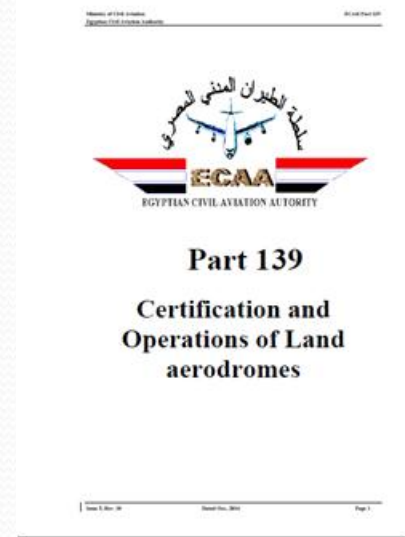 Ministry of Civil Aviation
ECAR Part 139
Egyptian Civil Aviation Authority
سلطة الطيران المدني المصري
ECAA
EGYPTIAN CIVIL AVIATION AUTORITY
Part 139
Certification and
Operations of Land
aerodromes
Page 1